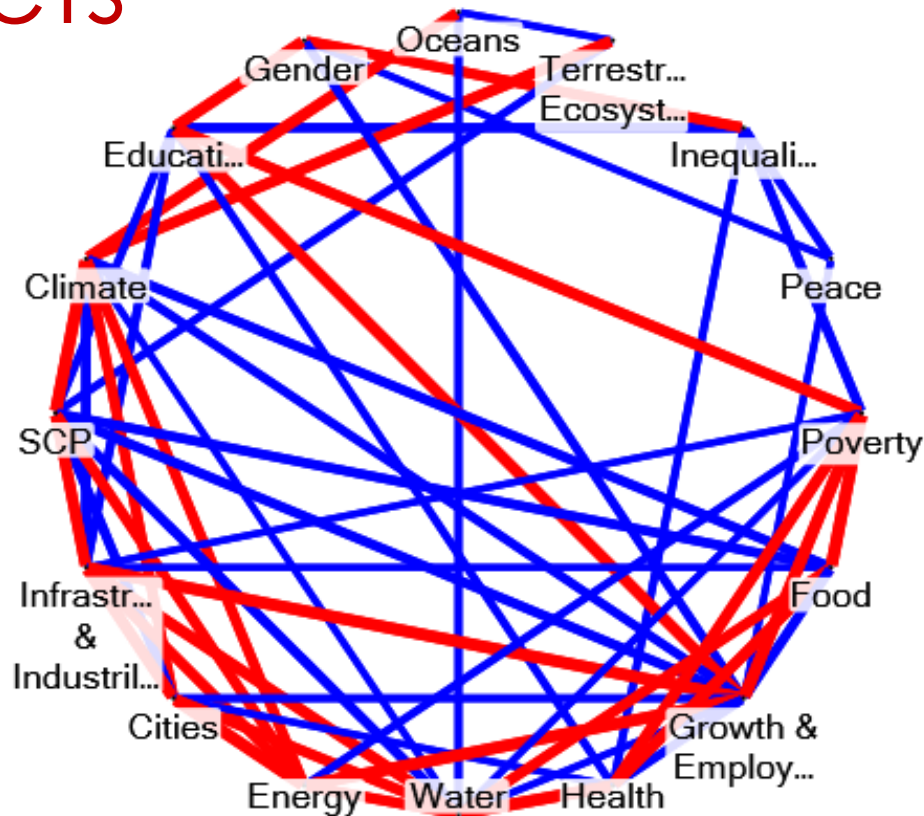 CTS
Oceans
Gender
Terrestr...
Ecosyst...
Educati...
Inequali...
Climate
Peace
SCP
Poverty
Infrastr...
&
Industril...
Food
Cities
Growth &
Employ...
Energy
Water
Health